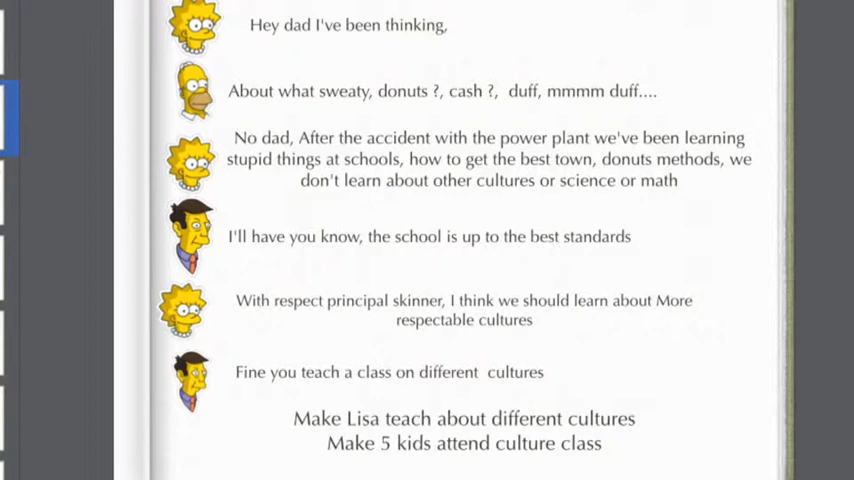 Hey dad I've been thinking,
About what sweaty, donuts ?, cash ?, duff, mmmm duff....
No dad, After the accident with the power plant we've been learning
stupid things at schools, how to get the best town, donuts methods, we
don't learn about other cultures or science or math
I'll have you know, the school is up to the best standards
With respect principal skinner, I think we should learn about More
respectable cultures
Fine you teach a class on different cultures
Make Lisa teach about different cultures
Make 5 kids attend culture class